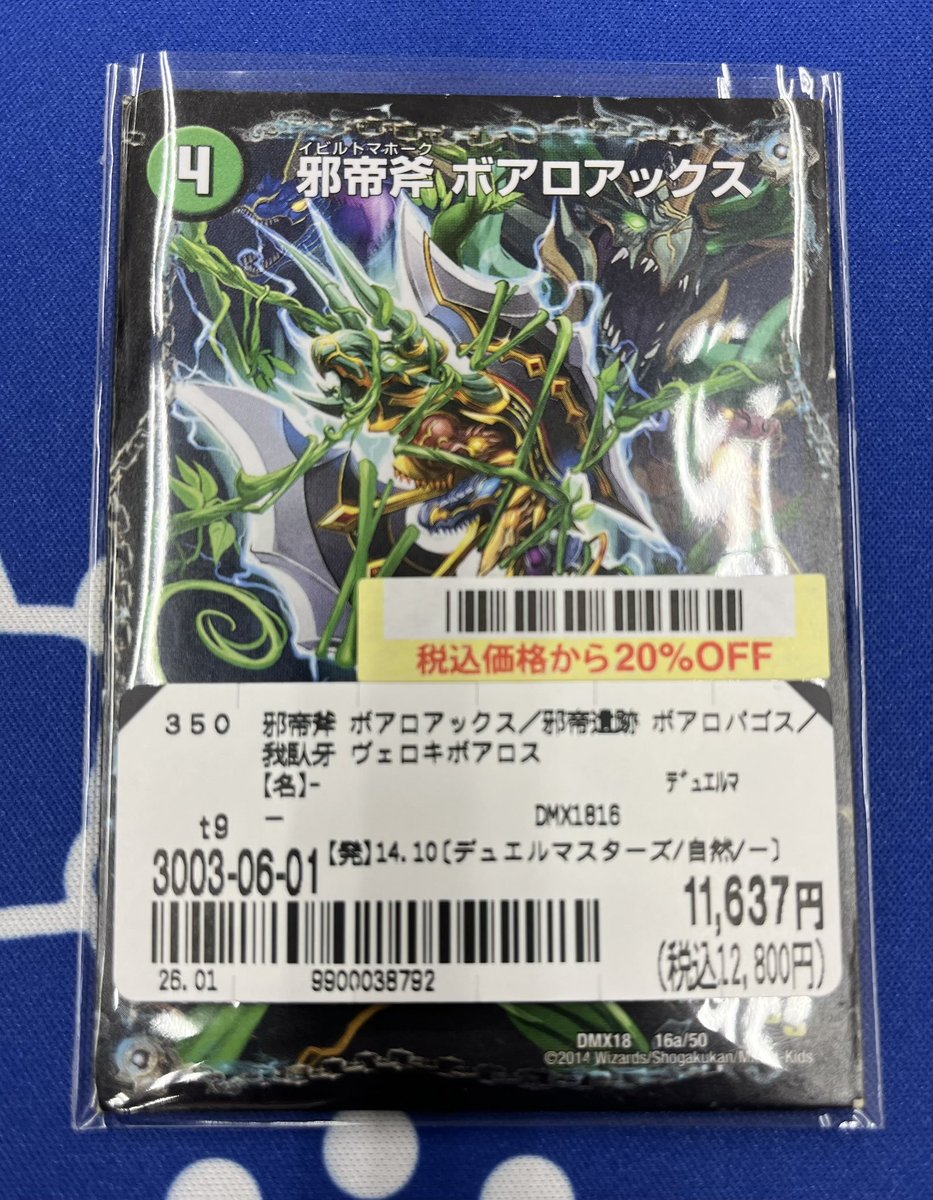 4
イビルトマホーク
邪帝斧 ボアロアックス
税込価格から20%OFF
350 邪帝斧 ボアロアックス/邪帝遺跡 ボアロパゴス/
我臥牙 ヴェロキボアロス
【名】- デュエルマ
t9 - DMX1816
3003-06-01 【発】14.10〔デュエルマスターズ/自然/ー〕
11,637円
(税込12,800円)
26.01 9900038792
DMX18 16a/50
©2014 Wizards/Shogakukan/Mitsui-Kids